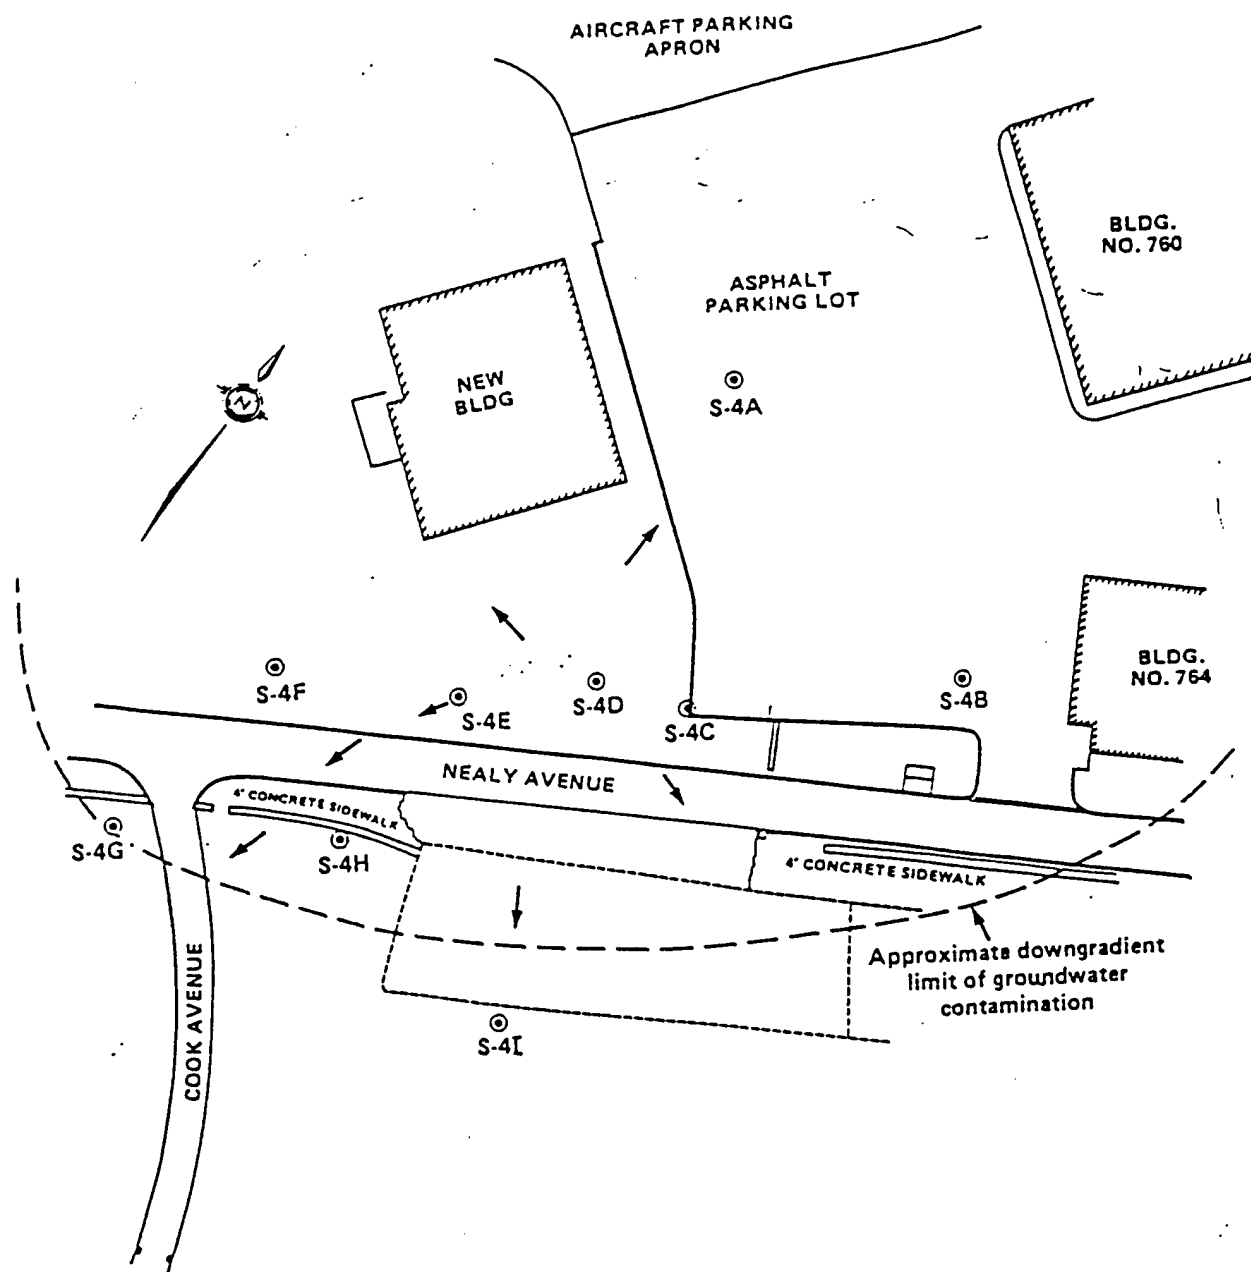 AIRCRAFT PARKING
APRON
BLDG.
NO. 760
ASPHALT
PARKING LOT
NEW
BLDG
N
S-4A
BLDG.
NO. 764
S-4F
S-4E
S-4D
S-4C
S-4B
NEALY AVENUE
4" CONCRETE SIDEWALK
S-4G
S-4H
4" CONCRETE SIDEWALK
Approximate downgradient
limit of groundwater
contamination
COOK AVENUE
S-4I